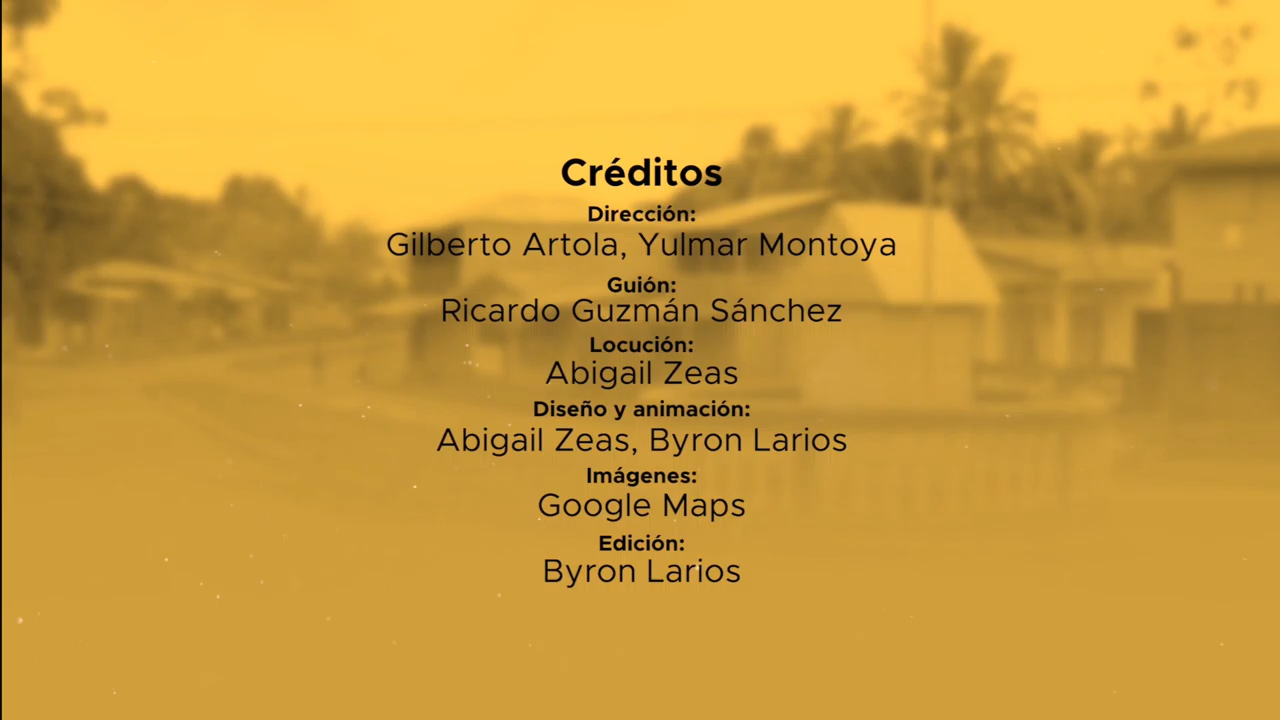 Créditos
Dirección:
Gilberto Artola, Yulmar Montoya
Guión:
Ricardo Guzmán Sánchez
Locución:
Abigail Zeas
Diseño y animación:
Abigail Zeas, Byron Larios
Imágenes:
Google Maps
Edición:
Byron Larios